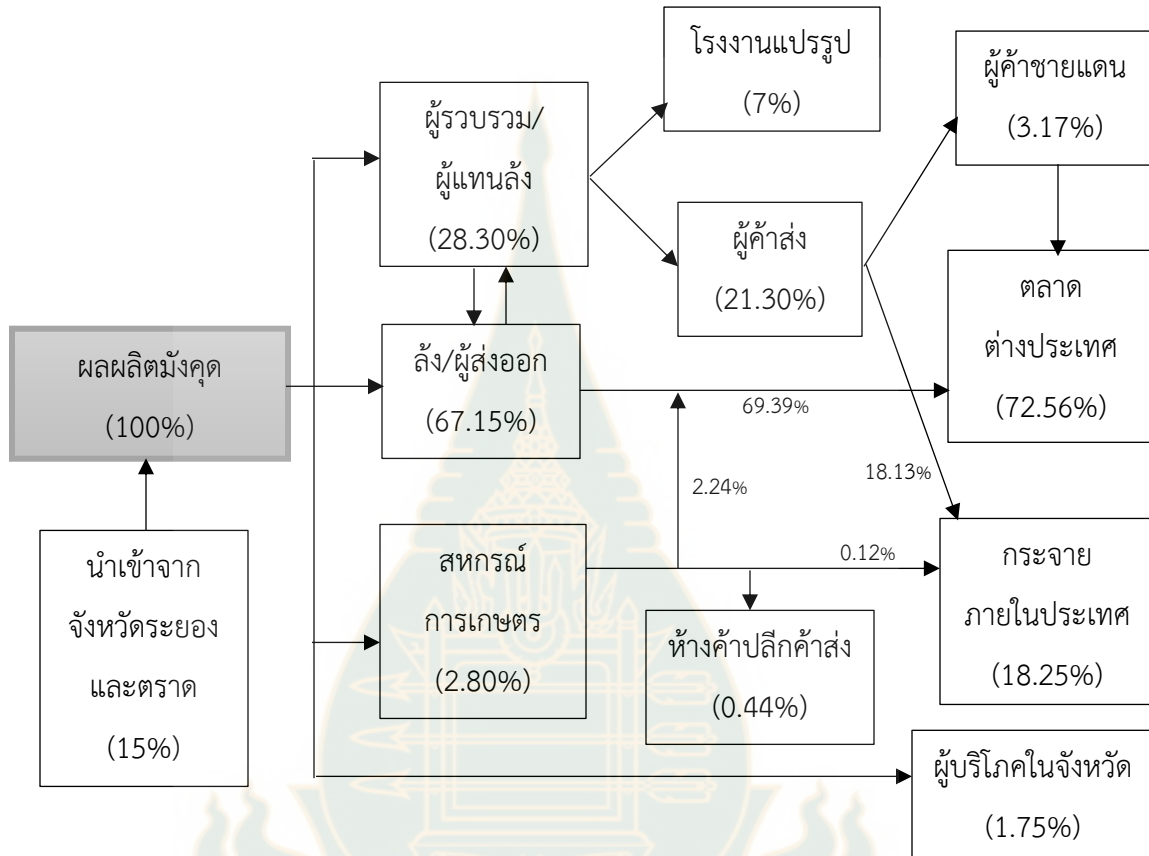 โรงงานแปรรูป
(7%)
ผู้ค้าชายแดน
(3.17%)
ผู้รวบรวม/
ผู้แทนล้ง
(28.30%)
ผู้ค้าส่ง
(21.30%)
ตลาด
ต่างประเทศ
(72.56%)
ผลผลิตมังคุด
(100%)
ล้ง/ผู้ส่งออก
(67.15%)
69.39%
18.13%
2.24%
นำเข้าจาก
จังหวัดระยอง
และตราด
(15%)
สหกรณ์
การเกษตร
(2.80%)
0.12%
กระจาย
ภายในประเทศ
(18.25%)
ห้างค้าปลีกค้าส่ง
(0.44%)
ผู้บริโภคในจังหวัด
(1.75%)